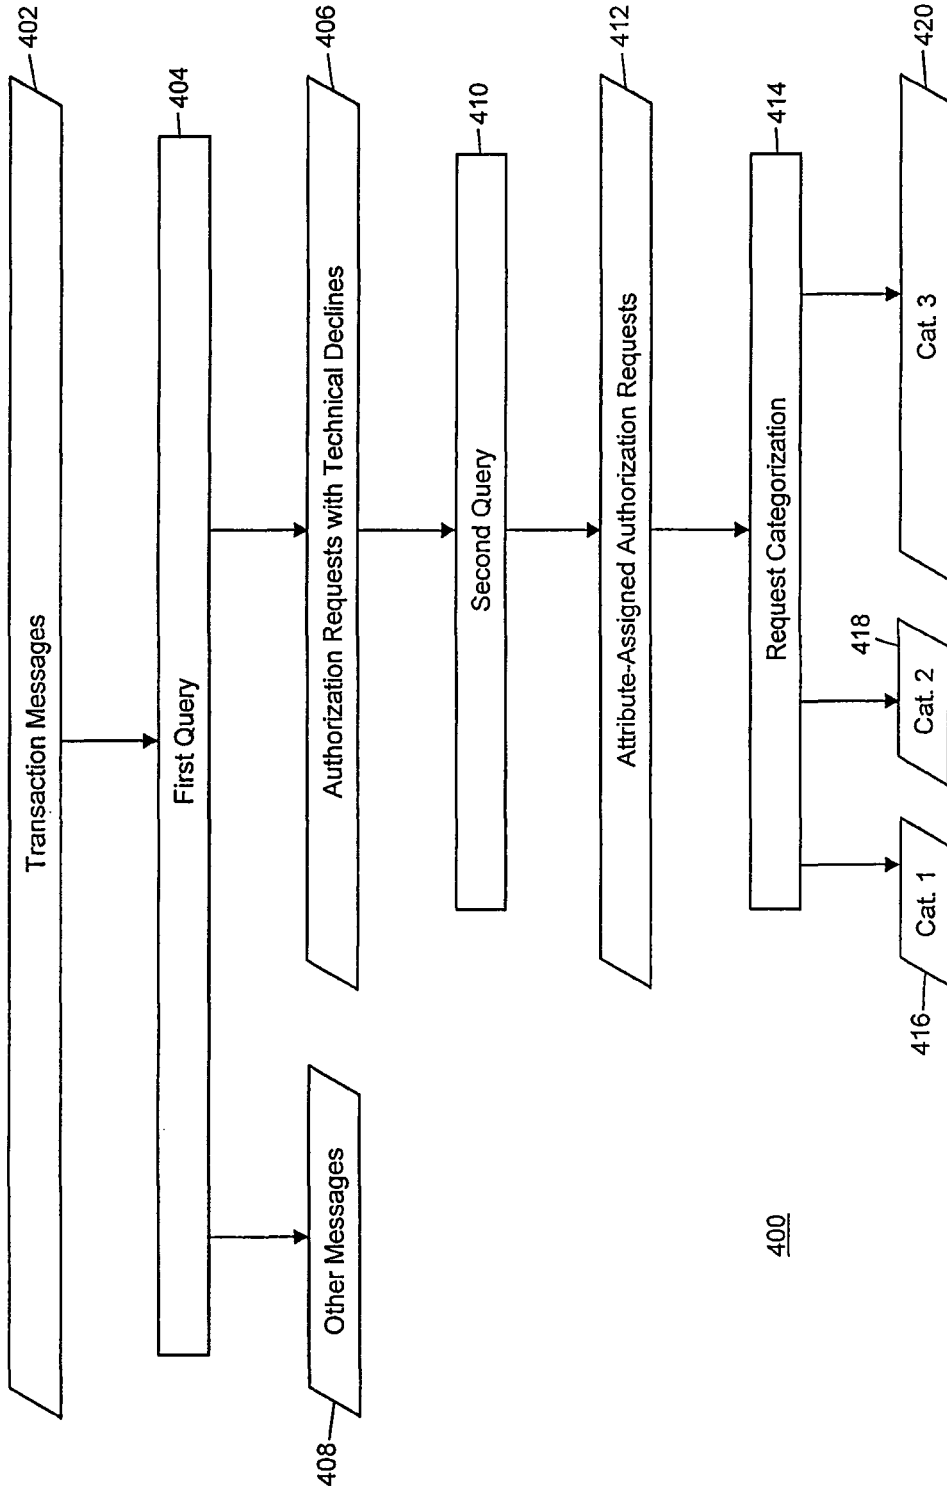 Transaction Messages
402
First Query
404
Other Messages
408
Authorization Requests with Technical Declines
406
Second Query
410
Attribute-Assigned Authorization Requests
412
400
Request Categorization
414
416
Cat. 1
Cat. 2
418
Cat. 3
420